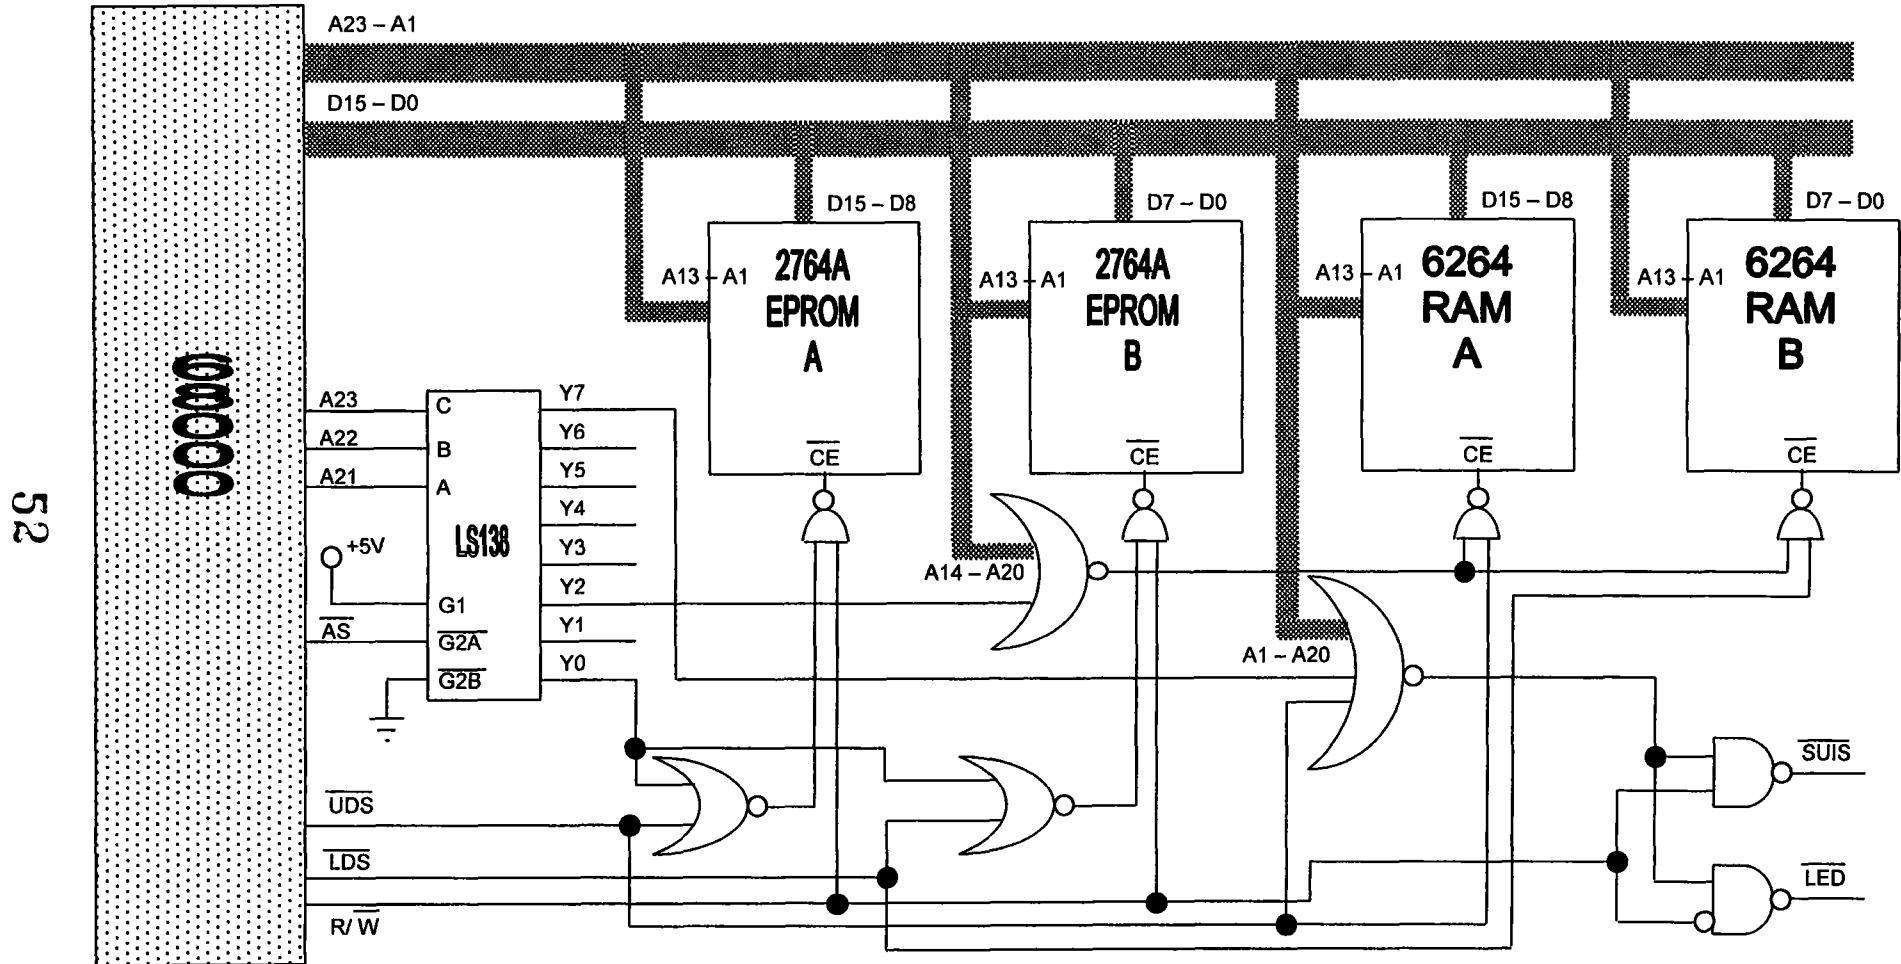 A23 – A1
D15 – D0
D15 – D8
D7 – D0
D15 – D8
D7 – D0
A13 – A1
2764A
EPROM
A
CE
A13 – A1
2764A
EPROM
B
CE
A13 – A1
6264
RAM
A
CE
A13 – A1
6264
RAM
B
CE
68000
52
A23
A22
A21
+5V
AS
C
B
A
LS138
G1
G2A
G2B
Y7
Y6
Y5
Y4
Y3
Y2
Y1
Y0
A14 – A20
A1 – A20
UDS
LDS
R/ W
SUIS
LED